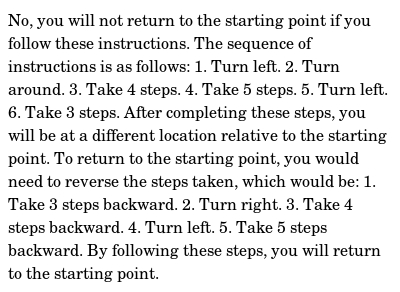 No, you will not return to the starting point if you
follow these instructions. The sequence of
instructions is as follows: 1. Turn left. 2. Turn
around. 3. Take 4 steps. 4. Take 5 steps. 5. Turn left.
6. Take 3 steps. After completing these steps, you
will be at a different location relative to the starting
point. To return to the starting point, you would
need to reverse the steps taken, which would be: 1.
Take 3 steps backward. 2. Turn right. 3. Take 4
steps backward. 4. Turn left. 5. Take 5 steps
backward. By following these steps, you will return
to the starting point.